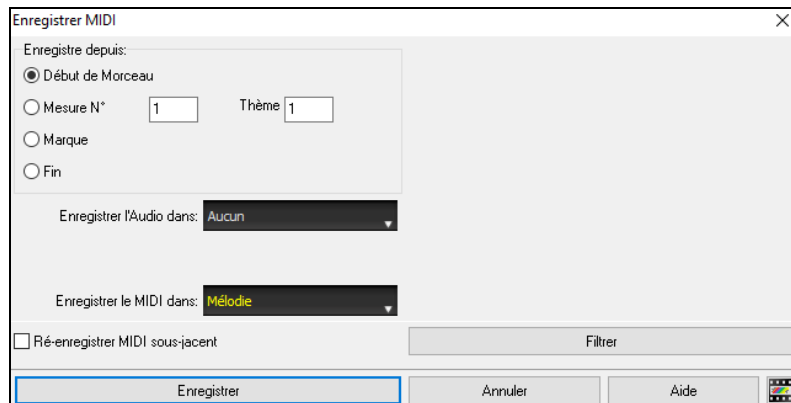 Enregistrer MIDI
Enregistre depuis:
Début de Morceau
Mesure N° 1 Thème 1
Marque
Fin
Enregistrer l'Audio dans: Aucun
Enregistrer le MIDI dans: Mélodie
Ré-enregistrer MIDI sous-jacent Filtrer
Enregistrer Annuler Aide